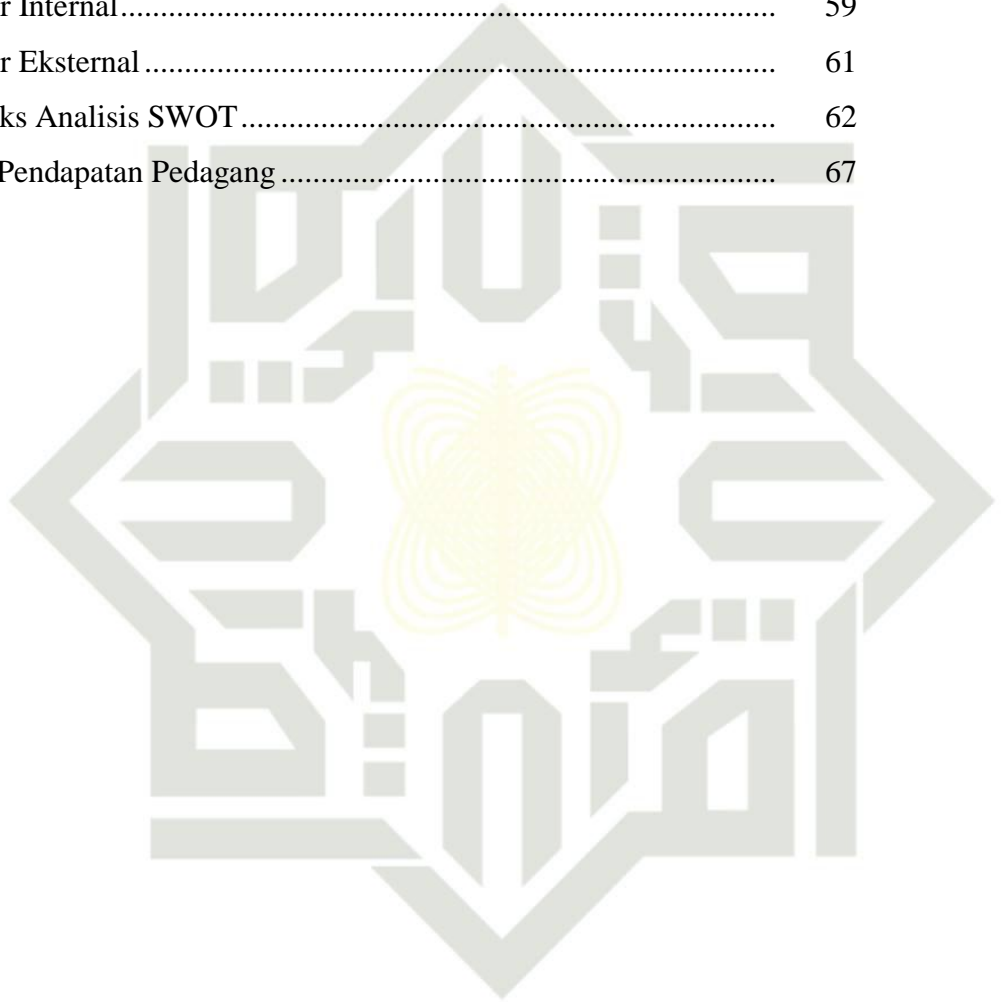 r Internal........................................................................................ 59
r Eksternal..................................................................................... 61
ks Analisis SWOT......................................................................... 62
Pendapatan Pedagang.................................................................... 67